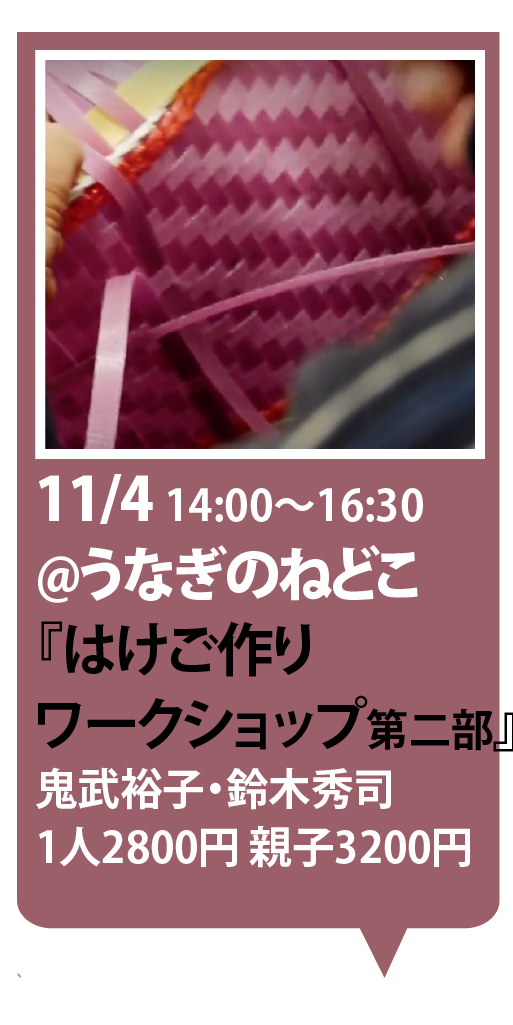 11/4 14:00～16:30
@うなぎのねどこ
『はけご作り
ワークショップ第二部』
鬼武裕子・鈴木秀司
1人2800円 親子3200円
、